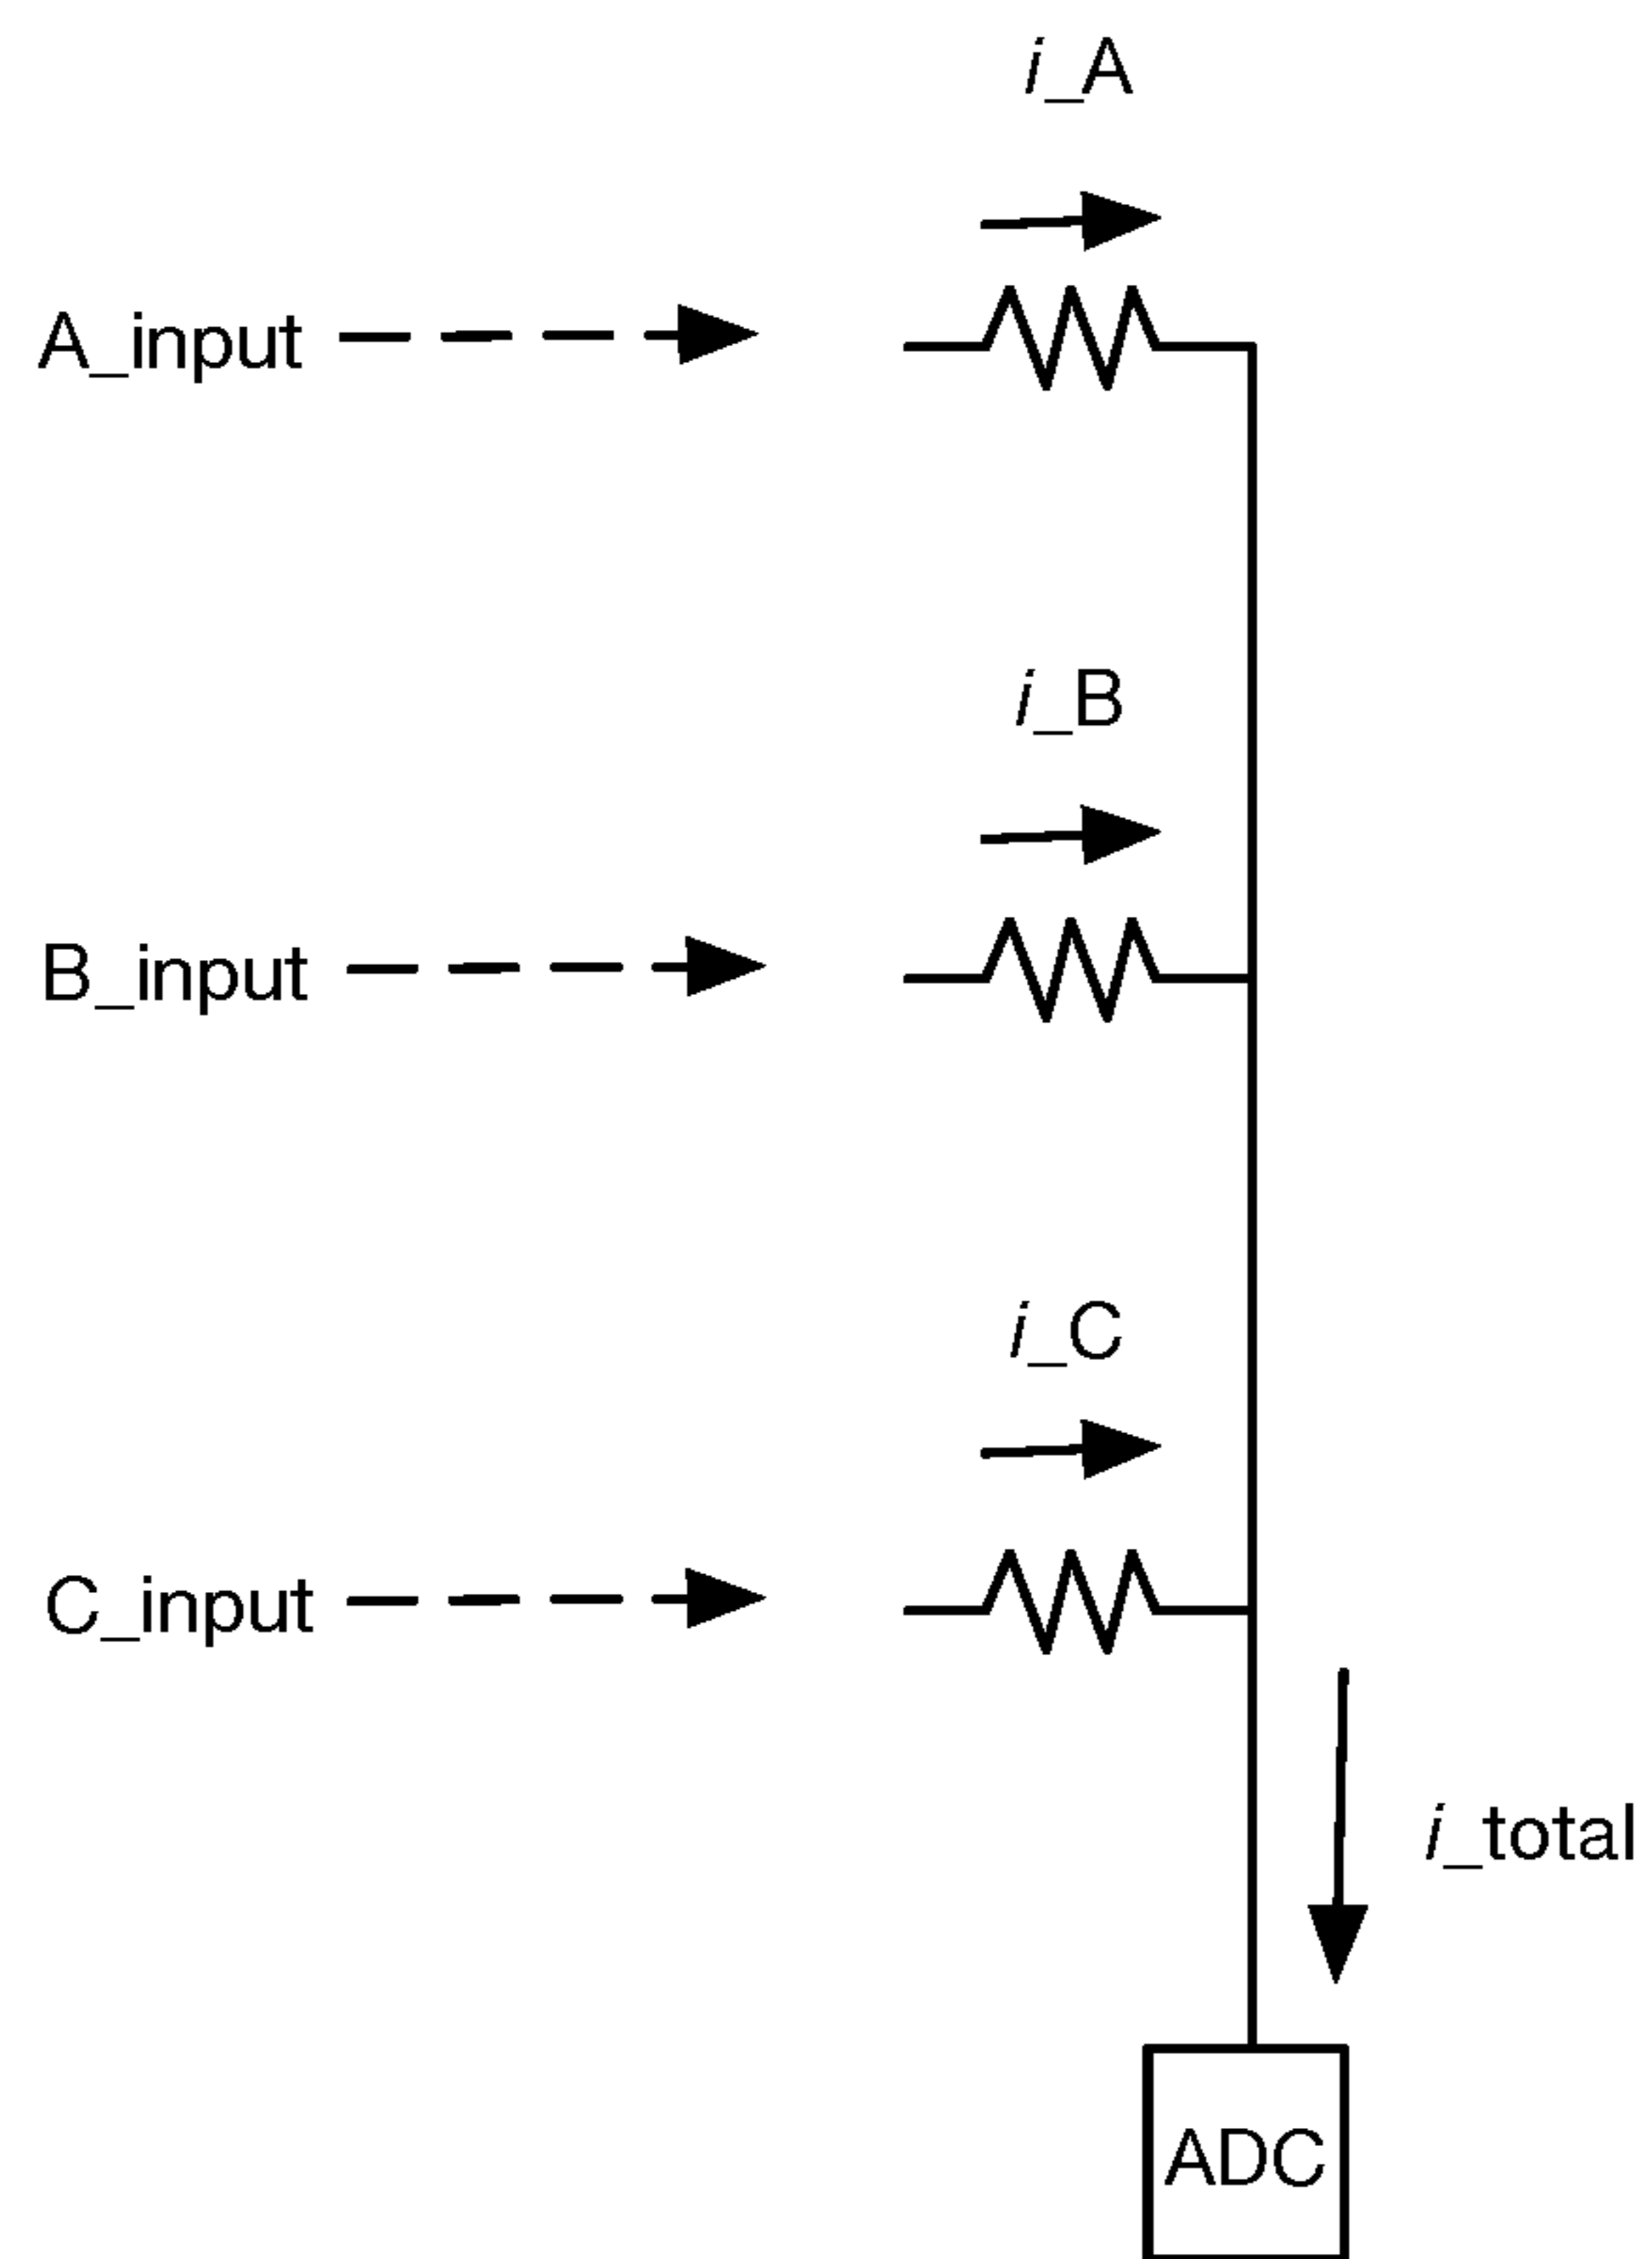 i_A
A_input
i_B
B_input
i_C
C_input
i_total
ADC